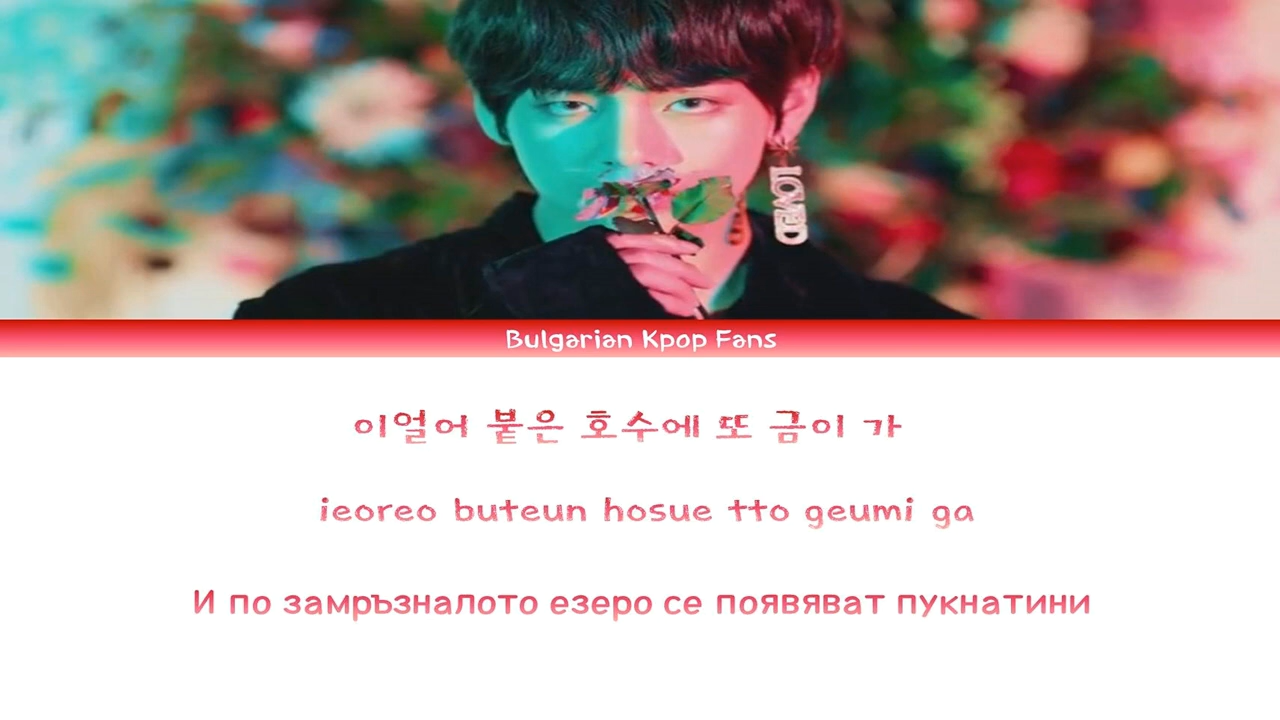 LOVED
Bulgarian Kpop Fans
이얼어 붙은 호수에 또 금이 가
ieoreo buteun hosue tto geumi ga
И по замръзналото езеро се появяват пукнатини